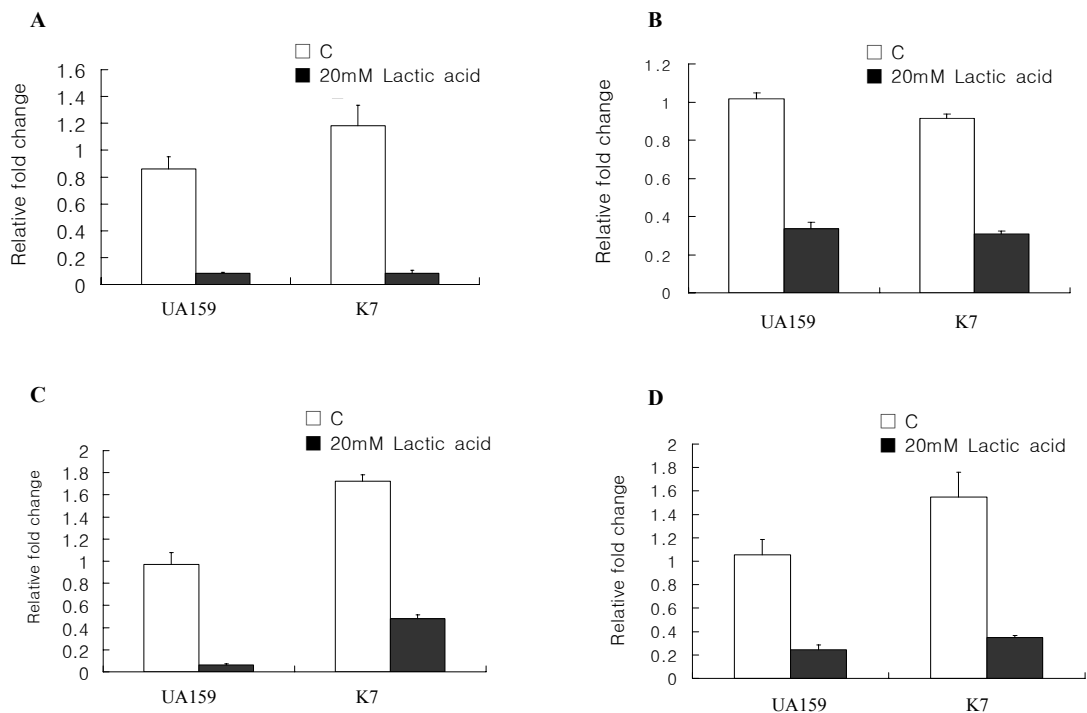 A
C
20mM Lactic acid
Relative fold change
1.6
1.4
1.2
1
0.8
0.6
0.4
0.2
0
UA159
K7
B
C
20mM Lactic acid
Relative fold change
1.2
1
0.8
0.6
0.4
0.2
0
UA159
K7
C
C
20mM Lactic acid
Relative fold change
2
1.8
1.6
1.4
1.2
1
0.8
0.6
0.4
0.2
0
UA159
K7
D
C
20mM Lactic acid
Relative fold change
2
1.8
1.6
1.4
1.2
1
0.8
0.6
0.4
0.2
0
UA159
K7